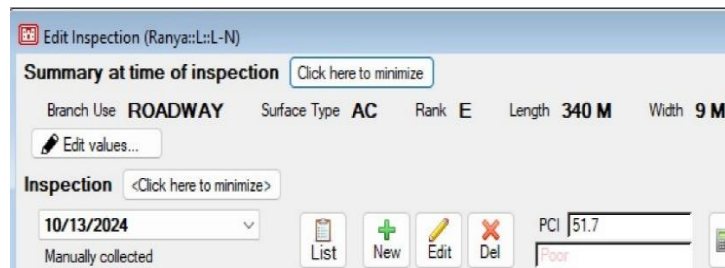 Edit Inspection (Ranya::L::L-N)
Summary at time of inspection Click here to minimize
Branch Use ROADWAY Surface Type AC Rank E Length 340 M Width 9 M
Edit values...
Inspection <Click here to minimize>
10/13/2024 List New Edit Del PCI 51.7
Manually collected Poor